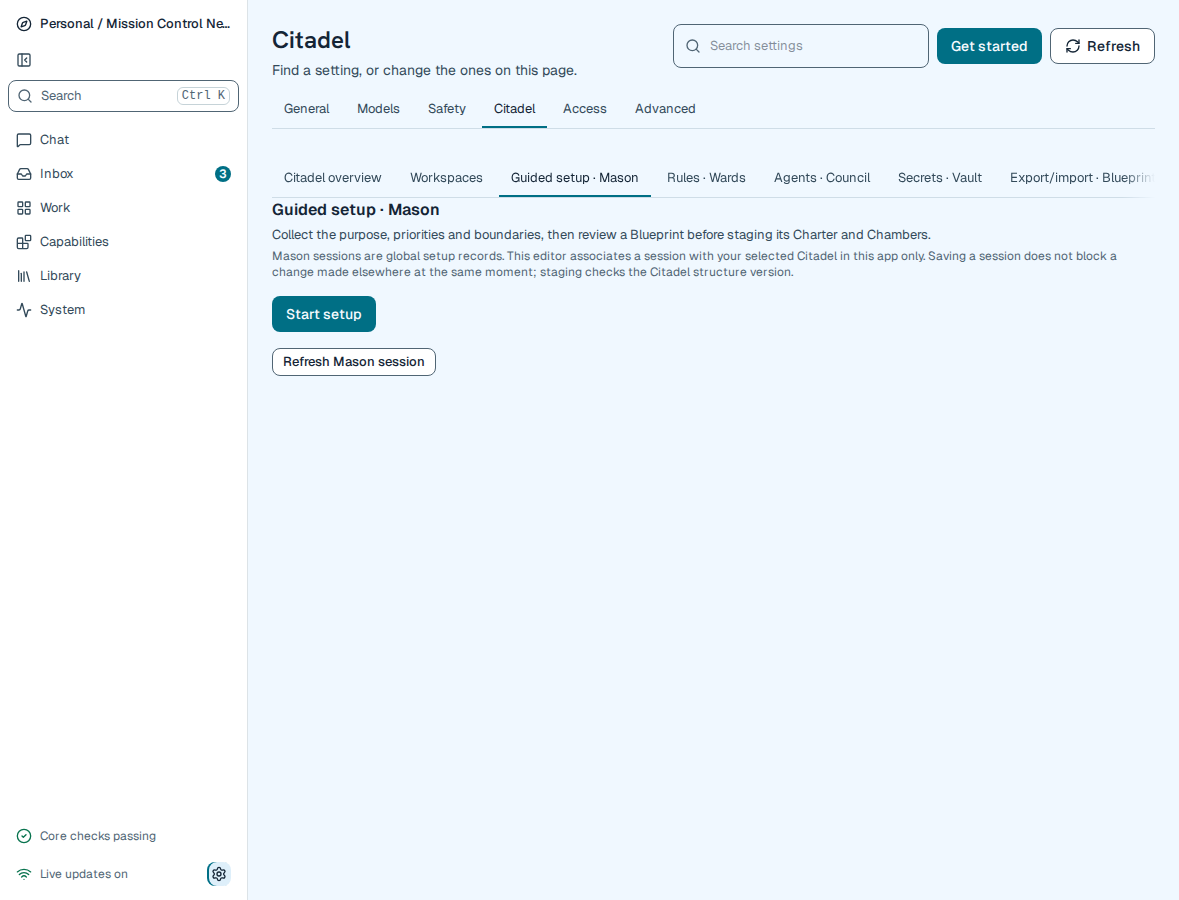 Personal / Mission Control Ne...
Search
Ctrl K
Chat
Inbox
3
Work
Capabilities
Library
System
Core checks passing
Live updates on
Citadel
Find a setting, or change the ones on this page.
Search settings
Get started
Refresh
General
Models
Safety
Citadel
Access
Advanced
Citadel overview
Workspaces
Guided setup · Mason
Rules · Wards
Agents · Council
Secrets · Vault
Export/import · Blueprin
Guided setup · Mason
Collect the purpose, priorities and boundaries, then review a Blueprint before staging its Charter and Chambers.
Mason sessions are global setup records. This editor associates a session with your selected Citadel in this app only. Saving a session does not block a
change made elsewhere at the same moment; staging checks the Citadel structure version.
Start setup
Refresh Mason session